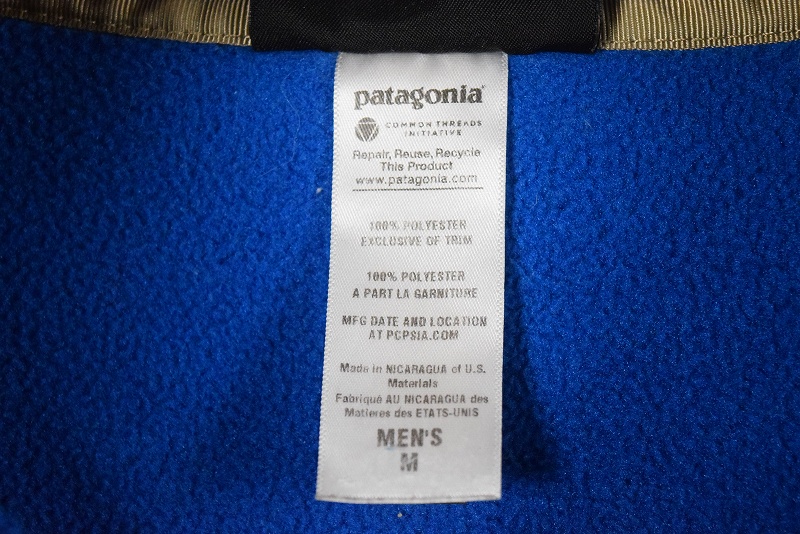 patagonia
COMMON THREADS
INITIATIVE
Repair, Reuse, Recycle
This Product
www.patagonia.com
100% POLYESTER
EXCLUSIVE OF TRIM
100% POLYESTER
A PART LA GARNITURE
MFG DATE AND LOCATION
AT PCPSIA.COM
Made in NICARAGUA of U.S.
Materials
Fabriqué AU NICARAGUA des
Matieres des ETATS-UNIS
MEN'S
M